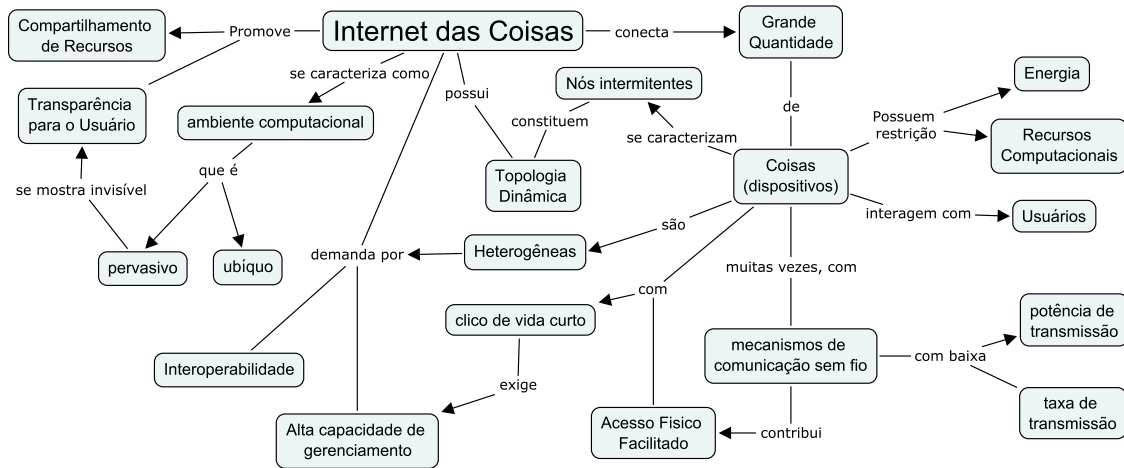 Internet das Coisas
Promove
Compartilhamento
de Recursos
Transparência
para o Usuário
se caracteriza como
ambiente computacional
que é
pervasivo
ubíquo
se mostra invisível
possui
Topologia
Dinâmica
constituem
Nós intermitentes
conecta
Grande
Quantidade
de
Coisas
(dispositivos)
se caracterizam
Possuem
restrição
Energia
Recursos
Computacionais
interagem com
Usuários
são
Heterogêneas
demanda por
Interoperabilidade
Alta capacidade de
gerenciamento
com
clico de vida curto
exige
Acesso Fisico
Facilitado
muitas vezes, com
mecanismos de
comunicação sem fio
contribui
com baixa
potência de
transmissão
taxa de
transmissão